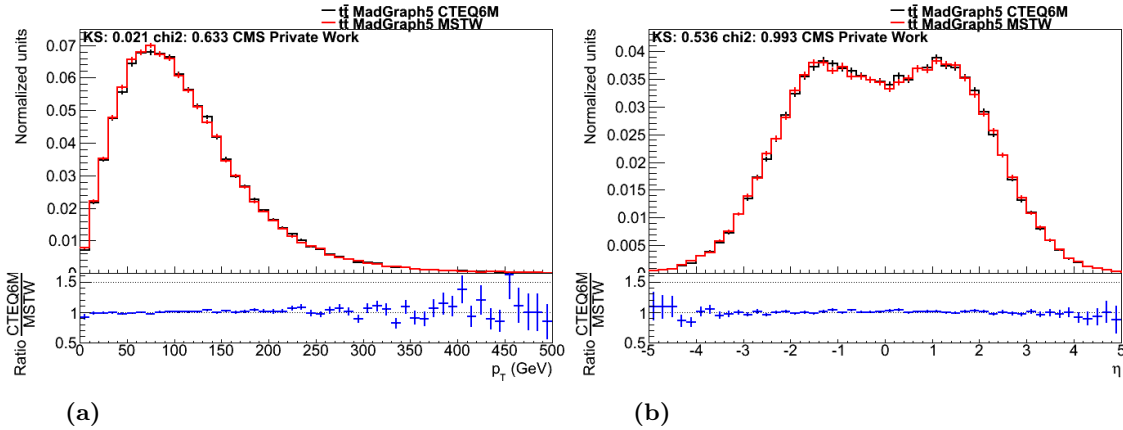 tt̄ MadGraph5 CTEQ6M
tt̄ MadGraph5 MSTW
KS: 0.021 chi2: 0.633 CMS Private Work
Normalized units
0.07
0.06
0.05
0.04
0.03
0.02
0.01
0
Ratio CTEQ6M
MSTW
1.5
1
0.5
0 50 100 150 200 250 300 350 400 450 500
p_T (GeV)
(a)
tt̄ MadGraph5 CTEQ6M
tt̄ MadGraph5 MSTW
KS: 0.536 chi2: 0.993 CMS Private Work
Normalized units
0.04
0.035
0.03
0.025
0.02
0.015
0.01
0.005
0
Ratio CTEQ6M
MSTW
1.5
1
0.5
-5 -4 -3 -2 -1 0 1 2 3 4 5
η
(b)